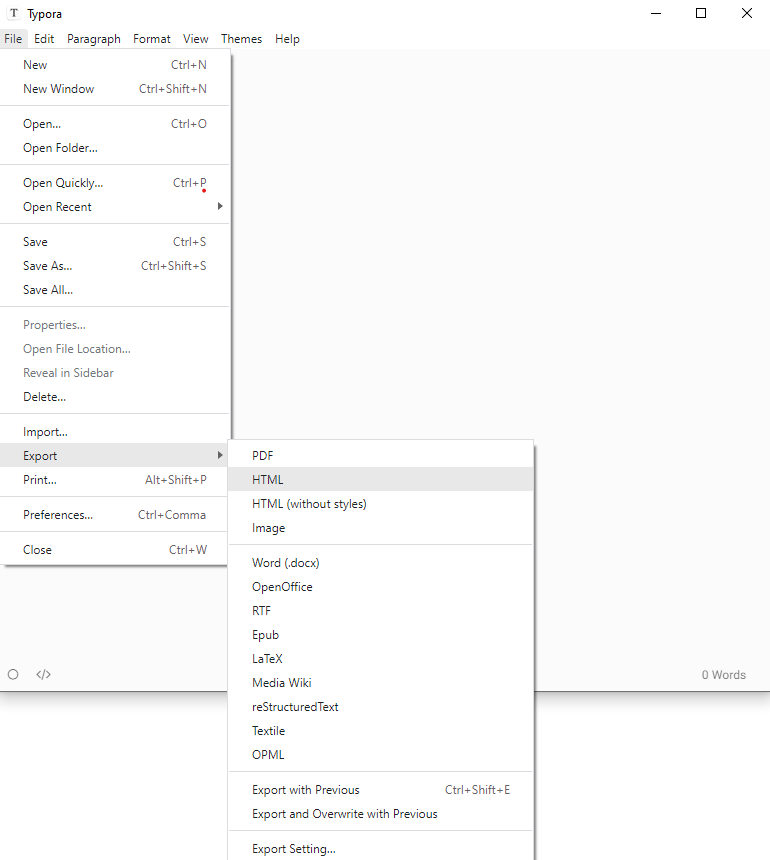 T Typora
File Edit Paragraph Format View Themes Help
New Ctrl+N
New Window Ctrl+Shift+N
Open... Ctrl+O
Open Folder...
Open Quickly... Ctrl+P
Open Recent
Save Ctrl+S
Save As... Ctrl+Shift+S
Save All...
Properties...
Open File Location...
Reveal in Sidebar
Delete...
Import...
Export
Print... Alt+Shift+P
Preferences... Ctrl+Comma
Close Ctrl+W
PDF
HTML
HTML (without styles)
Image
Word (.docx)
OpenOffice
RTF
Epub
LaTeX
Media Wiki
reStructuredText
Textile
OPML
Export with Previous Ctrl+Shift+E
Export and Overwrite with Previous
Export Setting...
</> 0 Words